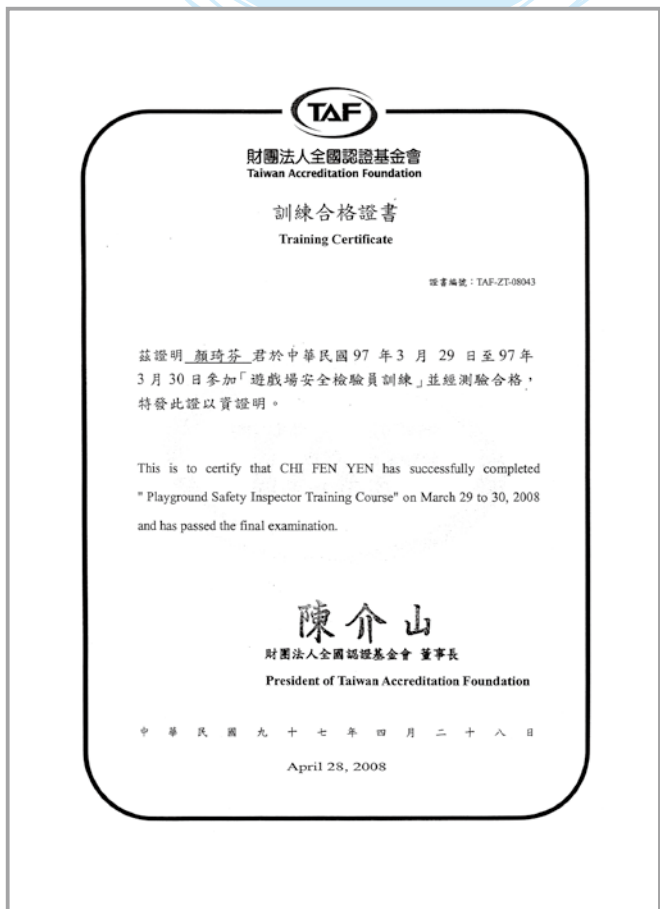 TAF
財團法人全國認證基金會
Taiwan Accreditation Foundation
訓練合格證書
Training Certificate
證書編號：TAF-ZT-08043
茲證明 顏琦芬 君於中華民國 97 年 3 月 29 日至 97 年
3 月 30 日參加「遊戲場安全檢驗員訓練」並經測驗合格，
特發此證以資證明。
This is to certify that CHI FEN YEN has successfully completed
" Playground Safety Inspector Training Course" on March 29 to 30, 2008
and has passed the final examination.
陳介山
財團法人全國認證基金會 董事長
President of Taiwan Accreditation Foundation
中華民國九十七年四月二十八日
April 28, 2008